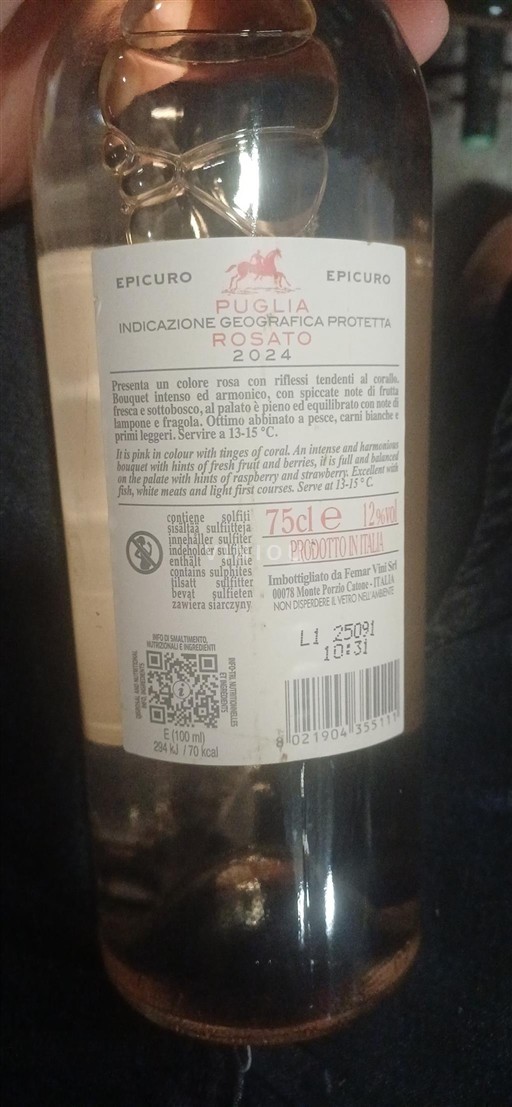 EPICURO EPICURO
PUGLIA
INDICAZIONE GEOGRAFICA PROTETTA
ROSATO
2024
Presenta un colore rosa con riflessi tendenti al corallo.
Bouquet intenso ed armonico, con spiccate note di frutta
fresca e sottobosco, al palato è pieno ed equilibrato con note di
lampone e fragola. Ottimo abbinato a pesce, carni bianche e
primi leggeri. Servire a 13-15 °C.
It is pink in colour with tinges of coral. An intense and harmonious
bouquet with hints of fresh fruit and berries, it is full and balanced
on the palate with hints of raspberry and strawberry. Excellent with
fish, white meats and light first courses. Serve at 13-15 °C.
contiene solfiti
sisältää sulfiitteja
innehåller sulfiter
indeholder sulfitter
enthält sulfite
contains sulphites
tilsatt sulfitter
bevat sulfieten
zawiera siarczyny
75cl e 12%vol
PRODOTTO IN ITALIA
Imbottigliato da Femar Vini Srl
00078 Monte Porzio Catone - ITALIA
NON DISPERDERE IL VETRO NELL'AMBIENTE
L1 25091
10:31
INFO DI SMALTIMENTO,
NUTRIZIONALI E INGREDIENTI
E (100 ml)
294 kJ / 70 kcal
8 021904 355111